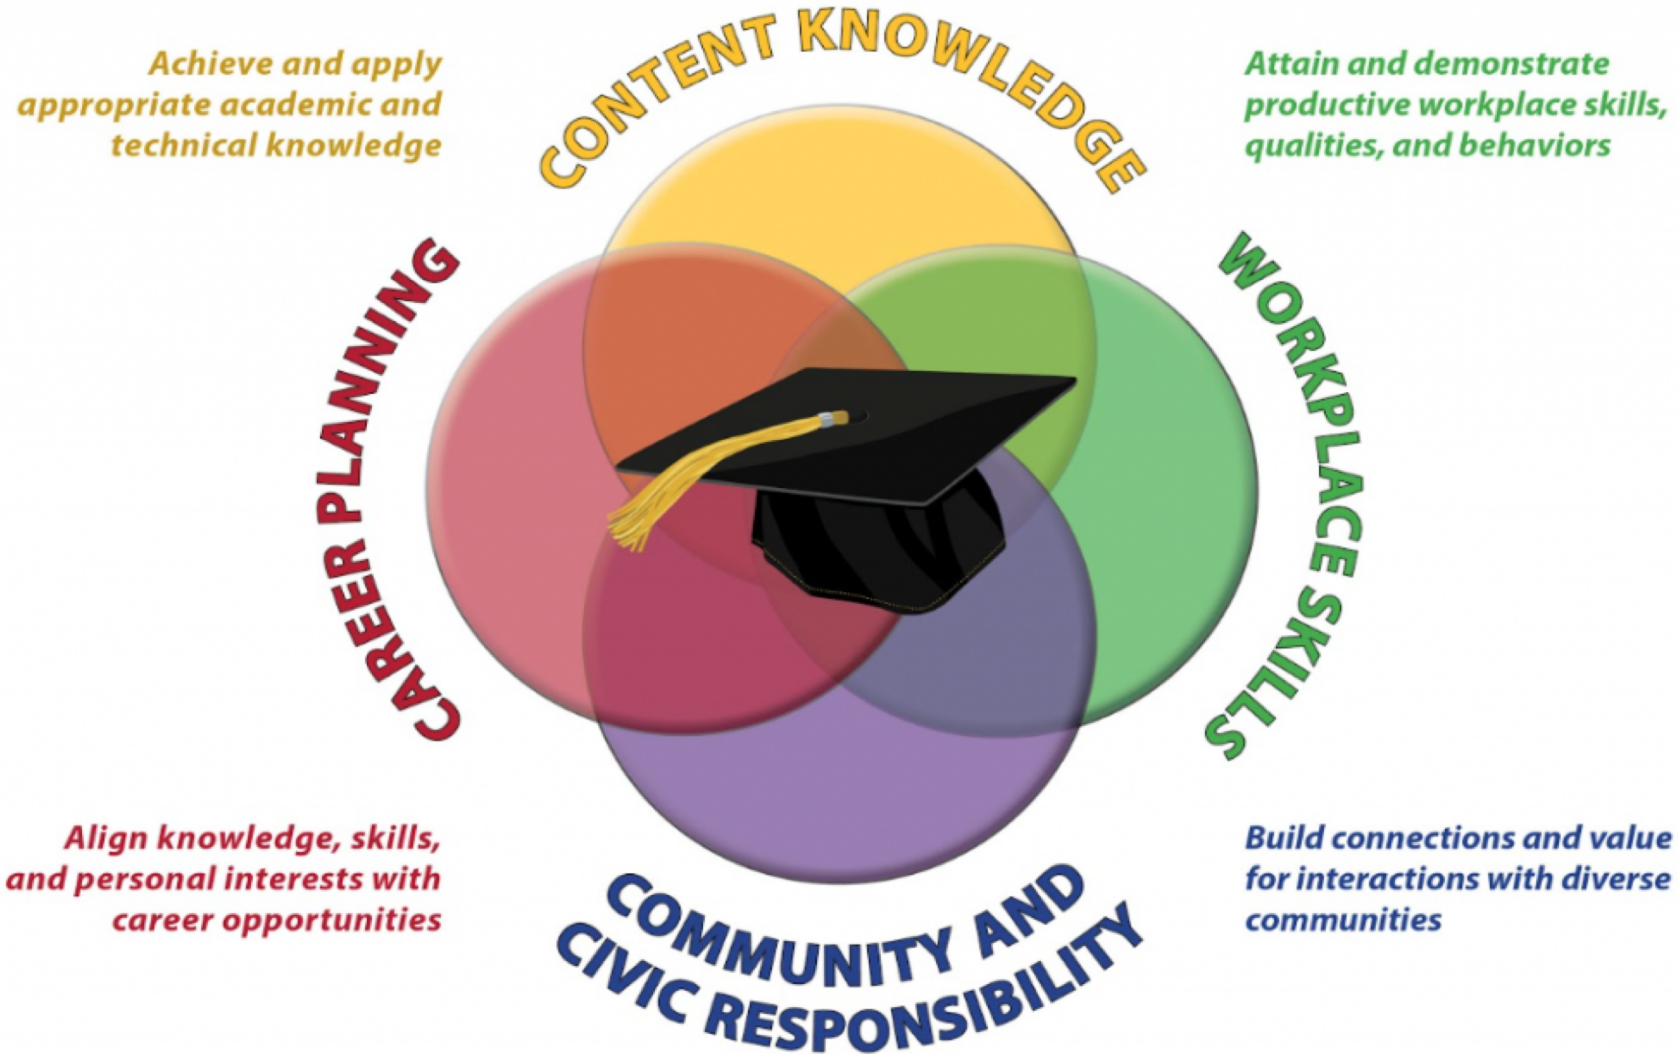 CONTENT KNOWLEDGE
Achieve and apply
appropriate academic and
technical knowledge
Attain and demonstrate
productive workplace skills,
qualities, and behaviors
CAREER PLANNING
WORKPLACE SKILLS
Align knowledge, skills,
and personal interests with
career opportunities
Build connections and value
for interactions with diverse
communities
COMMUNITY AND
CIVIC RESPONSIBILITY